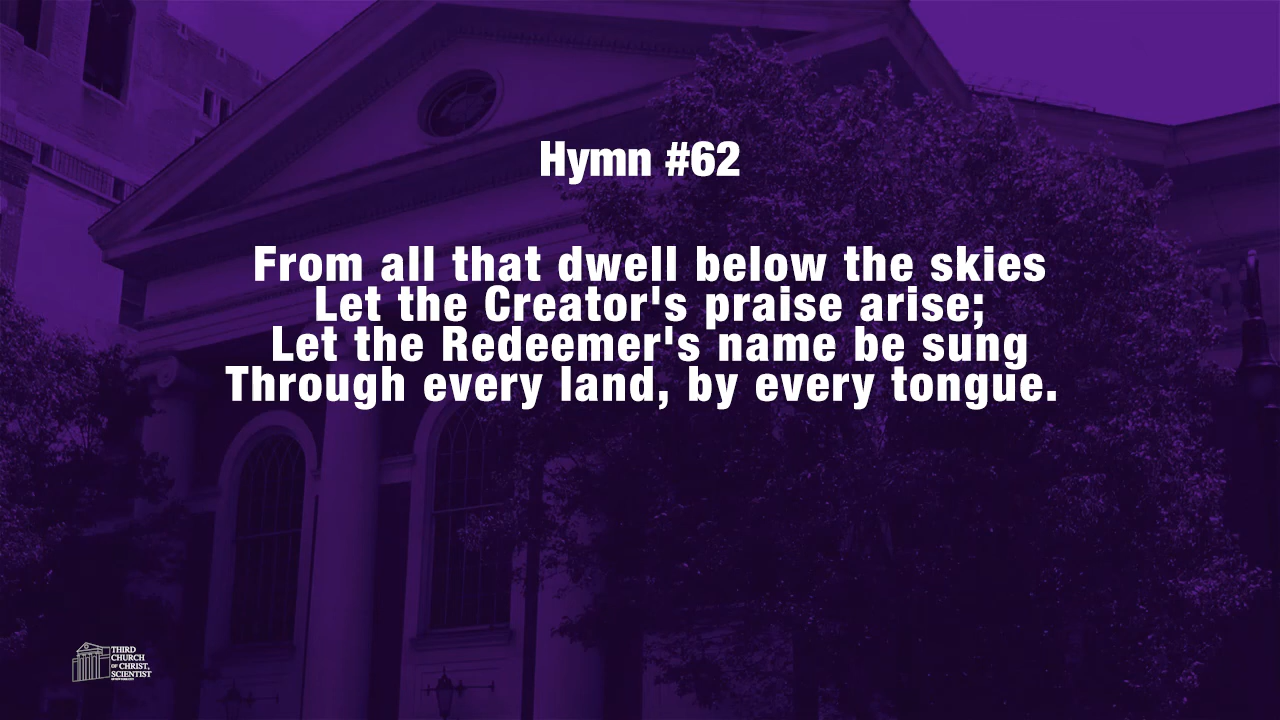 Hymn #62
From all that dwell below the skies
Let the Creator's praise arise;
Let the Redeemer's name be sung
Through every land, by every tongue.
THIRD
CHURCH
OF CHRIST,
SCIENTIST